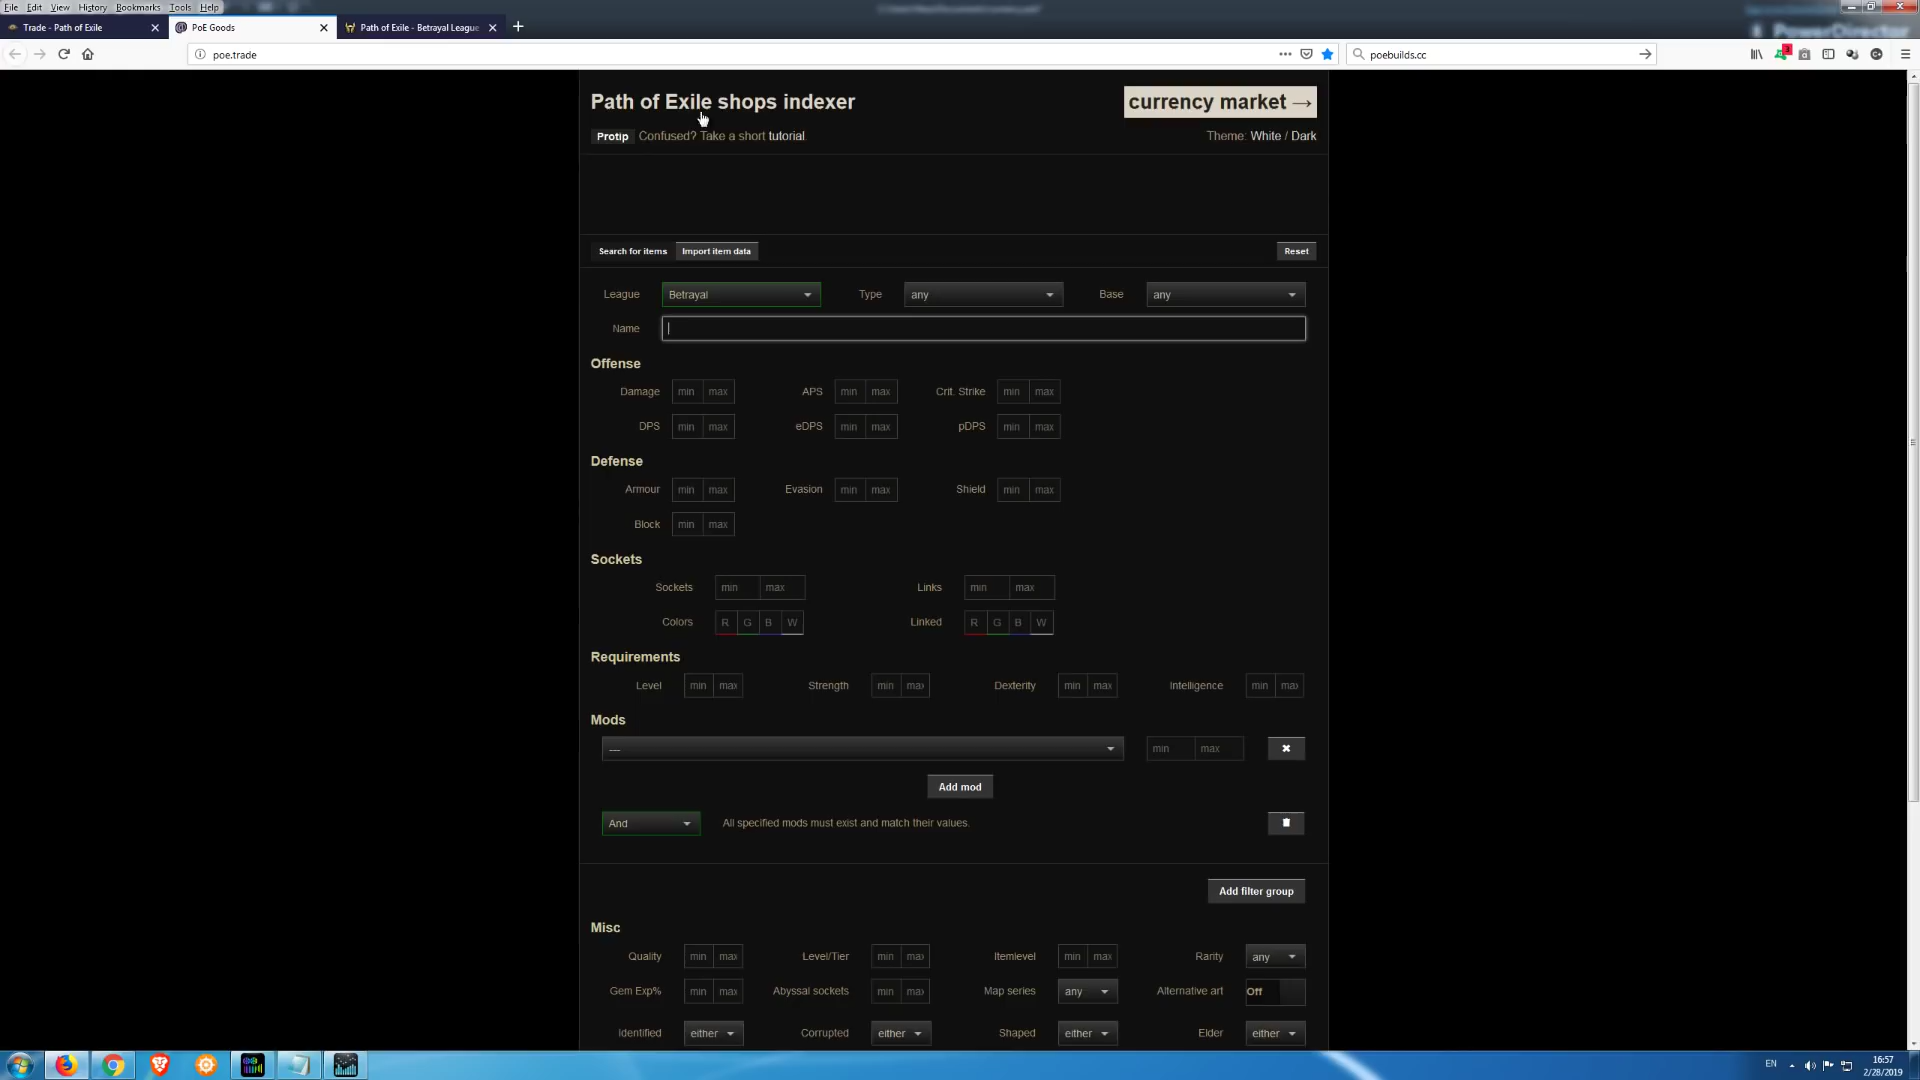 File Edit View History Bookmarks Tools Help
PowerDirector
Trade - Path of Exile
PoE Goods
Path of Exile - Betrayal League
poe.trade
poebuilds.cc
3
Path of Exile shops indexer
currency market →
Protip Confused? Take a short tutorial.
Theme: White / Dark
Search for items Import item data Reset
League Betrayal Type any Base any
Name
Offense
Damage min max APS min max Crit. Strike min max
DPS min max eDPS min max pDPS min max
Defense
Armour min max Evasion min max Shield min max
Block min max
Sockets
Sockets min max Links min max
Colors R G B W Linked R G B W
Requirements
Level min max Strength min max Dexterity min max Intelligence min max
Mods
--- min max
Add mod
And All specified mods must exist and match their values.
Add filter group
Misc
Quality min max Level/Tier min max Itemlevel min max Rarity any
Gem Exp% min max Abyssal sockets min max Map series any Alternative art Off
Identified either Corrupted either Shaped either Elder either
EN 16:57
2/28/2019